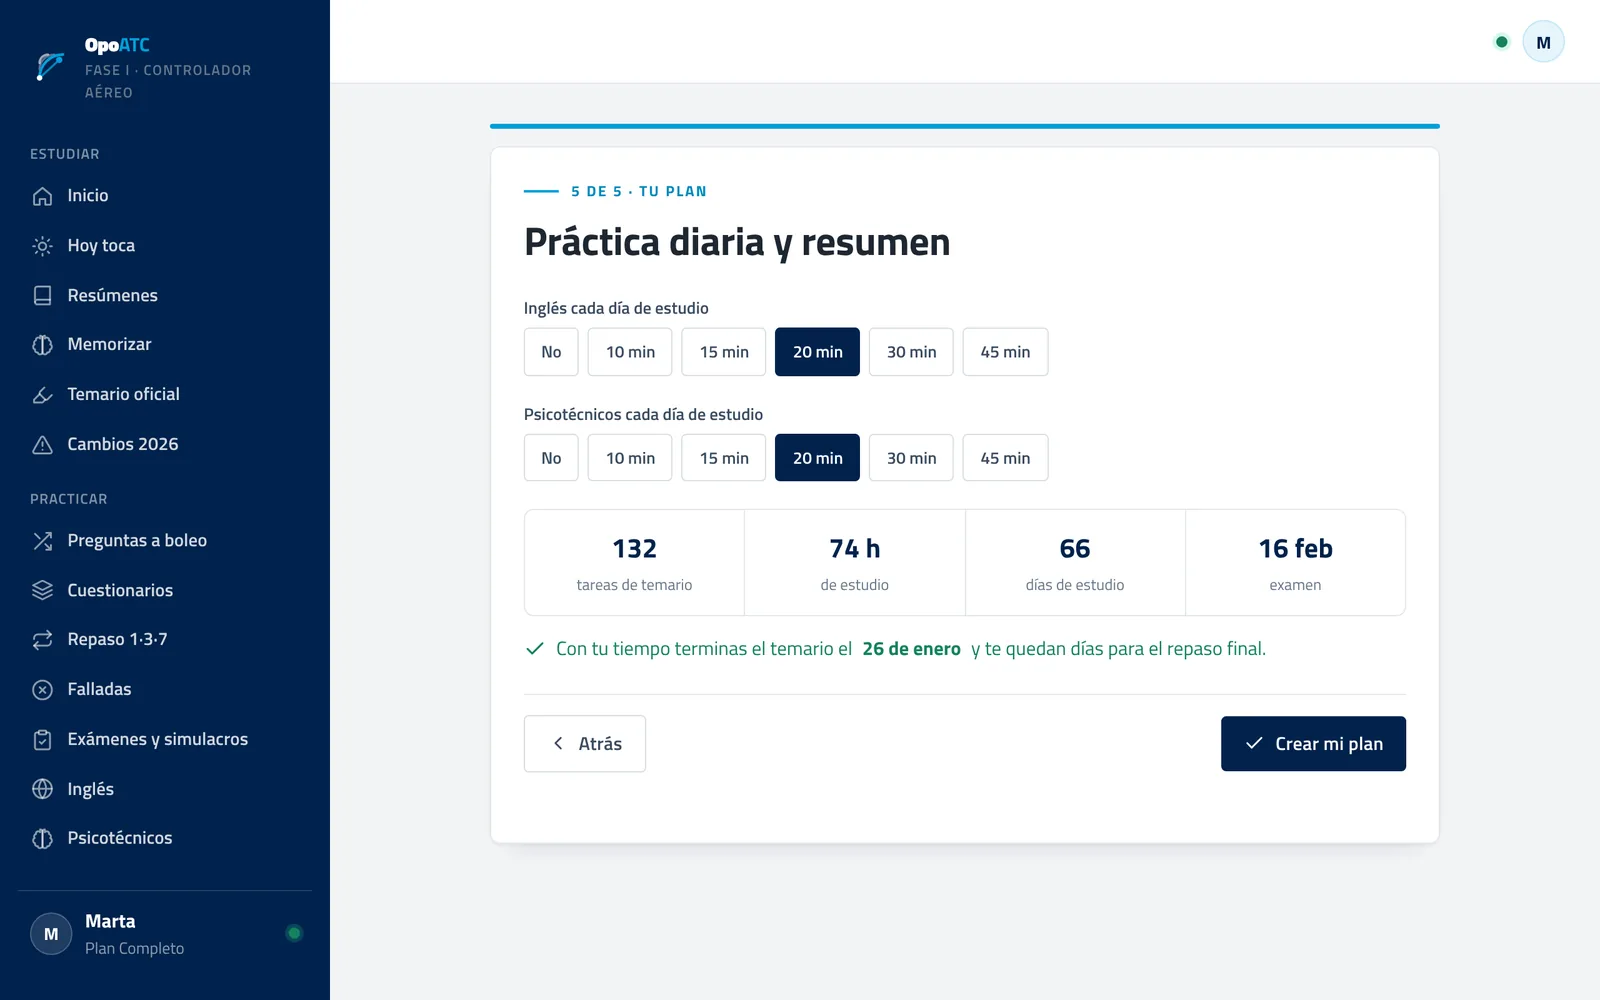 OpoATC
FASE I · CONTROLADOR
AÉREO
ESTUDIAR
Inicio
Hoy toca
Resúmenes
Memorizar
Temario oficial
Cambios 2026
PRACTICAR
Preguntas a boleo
Cuestionarios
Repaso 1·3·7
Falladas
Exámenes y simulacros
Inglés
Psicotécnicos
M
Marta
Plan Completo
M
5 DE 5 · TU PLAN
Práctica diaria y resumen
Inglés cada día de estudio
No 10 min 15 min 20 min 30 min 45 min
Psicotécnicos cada día de estudio
No 10 min 15 min 20 min 30 min 45 min
132 74 h 66 16 feb
tareas de temario de estudio días de estudio examen
Con tu tiempo terminas el temario el 26 de enero y te quedan días para el repaso final.
Atrás
Crear mi plan